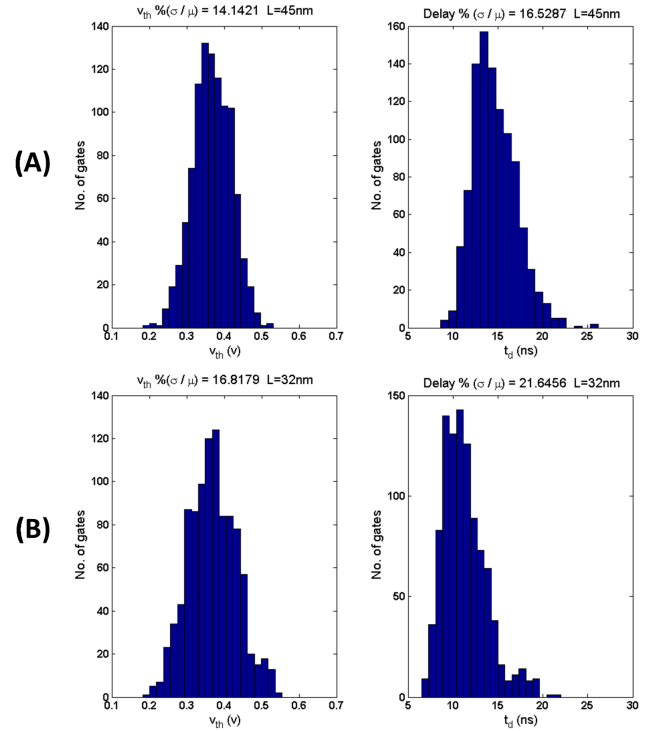 v_th %(σ / μ) = 14.1421 L=45nm
Delay % (σ / μ) = 16.5287 L=45nm
(A)
No. of gates
140
120
100
80
60
40
20
0
0.1 0.2 0.3 0.4 0.5 0.6 0.7
v_th (v)
No. of gates
160
140
120
100
80
60
40
20
0
5 10 15 20 25 30
t_d (ns)
v_th %(σ / μ) = 16.8179 L=32nm
Delay % (σ / μ) = 21.6456 L=32nm
(B)
No. of gates
140
120
100
80
60
40
20
0
0.1 0.2 0.3 0.4 0.5 0.6 0.7
v_th (v)
No. of gates
150
100
50
0
5 10 15 20 25 30
t_d (ns)